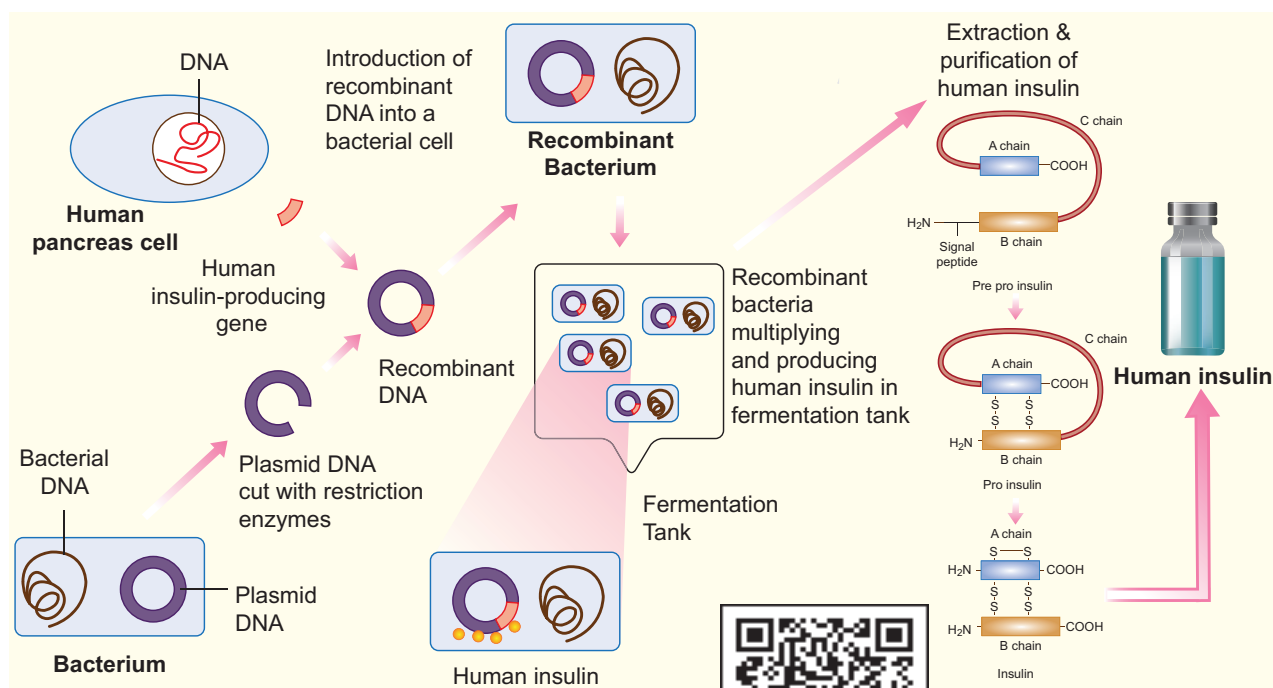 DNA
Human
pancreas cell
Introduction of
recombinant
DNA into a
bacterial cell
Recombinant
Bacterium
Human
insulin-producing
gene
Recombinant
DNA
Plasmid DNA
cut with restriction
enzymes
Bacterial
DNA
Plasmid
DNA
Bacterium
Recombinant
bacteria
multiplying
and producing
human insulin in
fermentation tank
Fermentation
Tank
Human insulin
Extraction &
purification of
human insulin
C chain
A chain
COOH
H₂N
Signal
peptide
B chain
Pre pro insulin
C chain
A chain
COOH
S S
S S
H₂N
B chain
Pro insulin
A chain
S S
H₂N COOH
S S
S S
H₂N COOH
B chain
Insulin
Human insulin